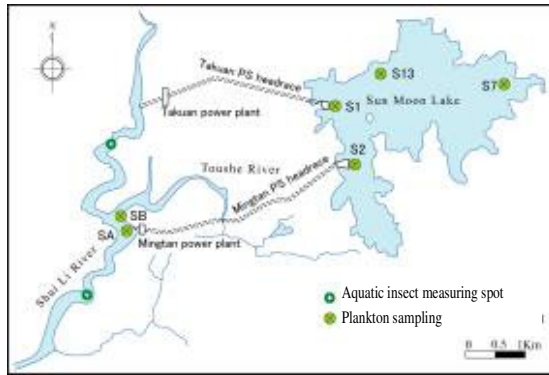 N
Takuan PS headrace
Takuan power plant
S13
S7
S1
Sun Moon Lake
S2
Toushe River
Mingtan PS headrace
SB
SA
Mingtan power plant
Shui Li River
Aquatic insect measuring spot
Plankton sampling
0 0.5 1Km